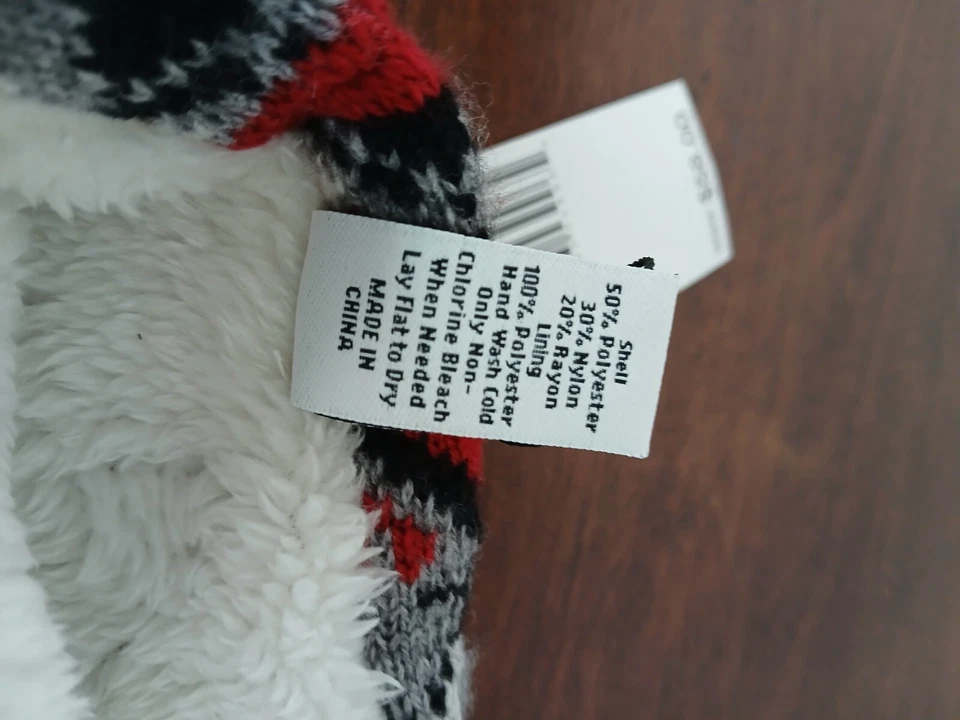 Shell
50% Polyester
30% Nylon
20% Rayon
Lining
100% Polyester
Hand Wash Cold
Only Non-
Chlorine Bleach
When Needed
Lay Flat to Dry
MADE IN
CHINA